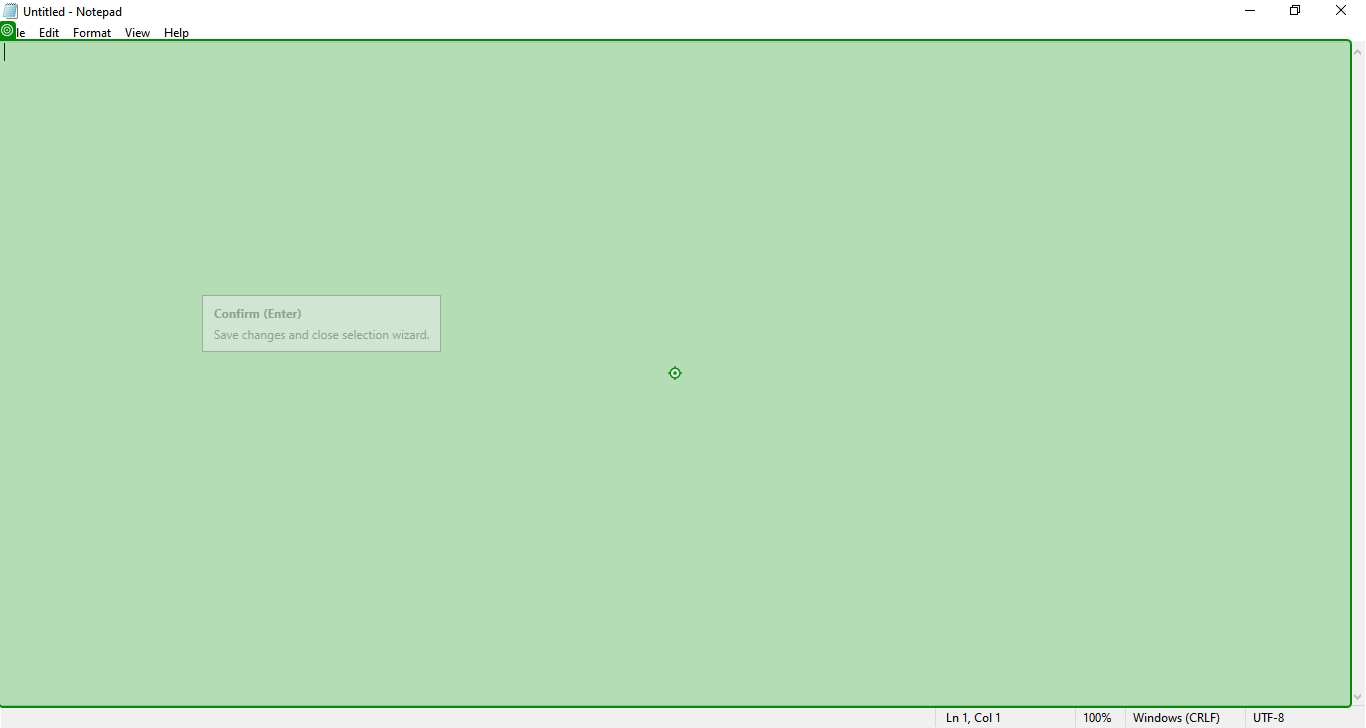 Untitled - Notepad
le Edit Format View Help
Confirm (Enter)
Save changes and close selection wizard.
Ln 1, Col 1 100% Windows (CRLF) UTF-8